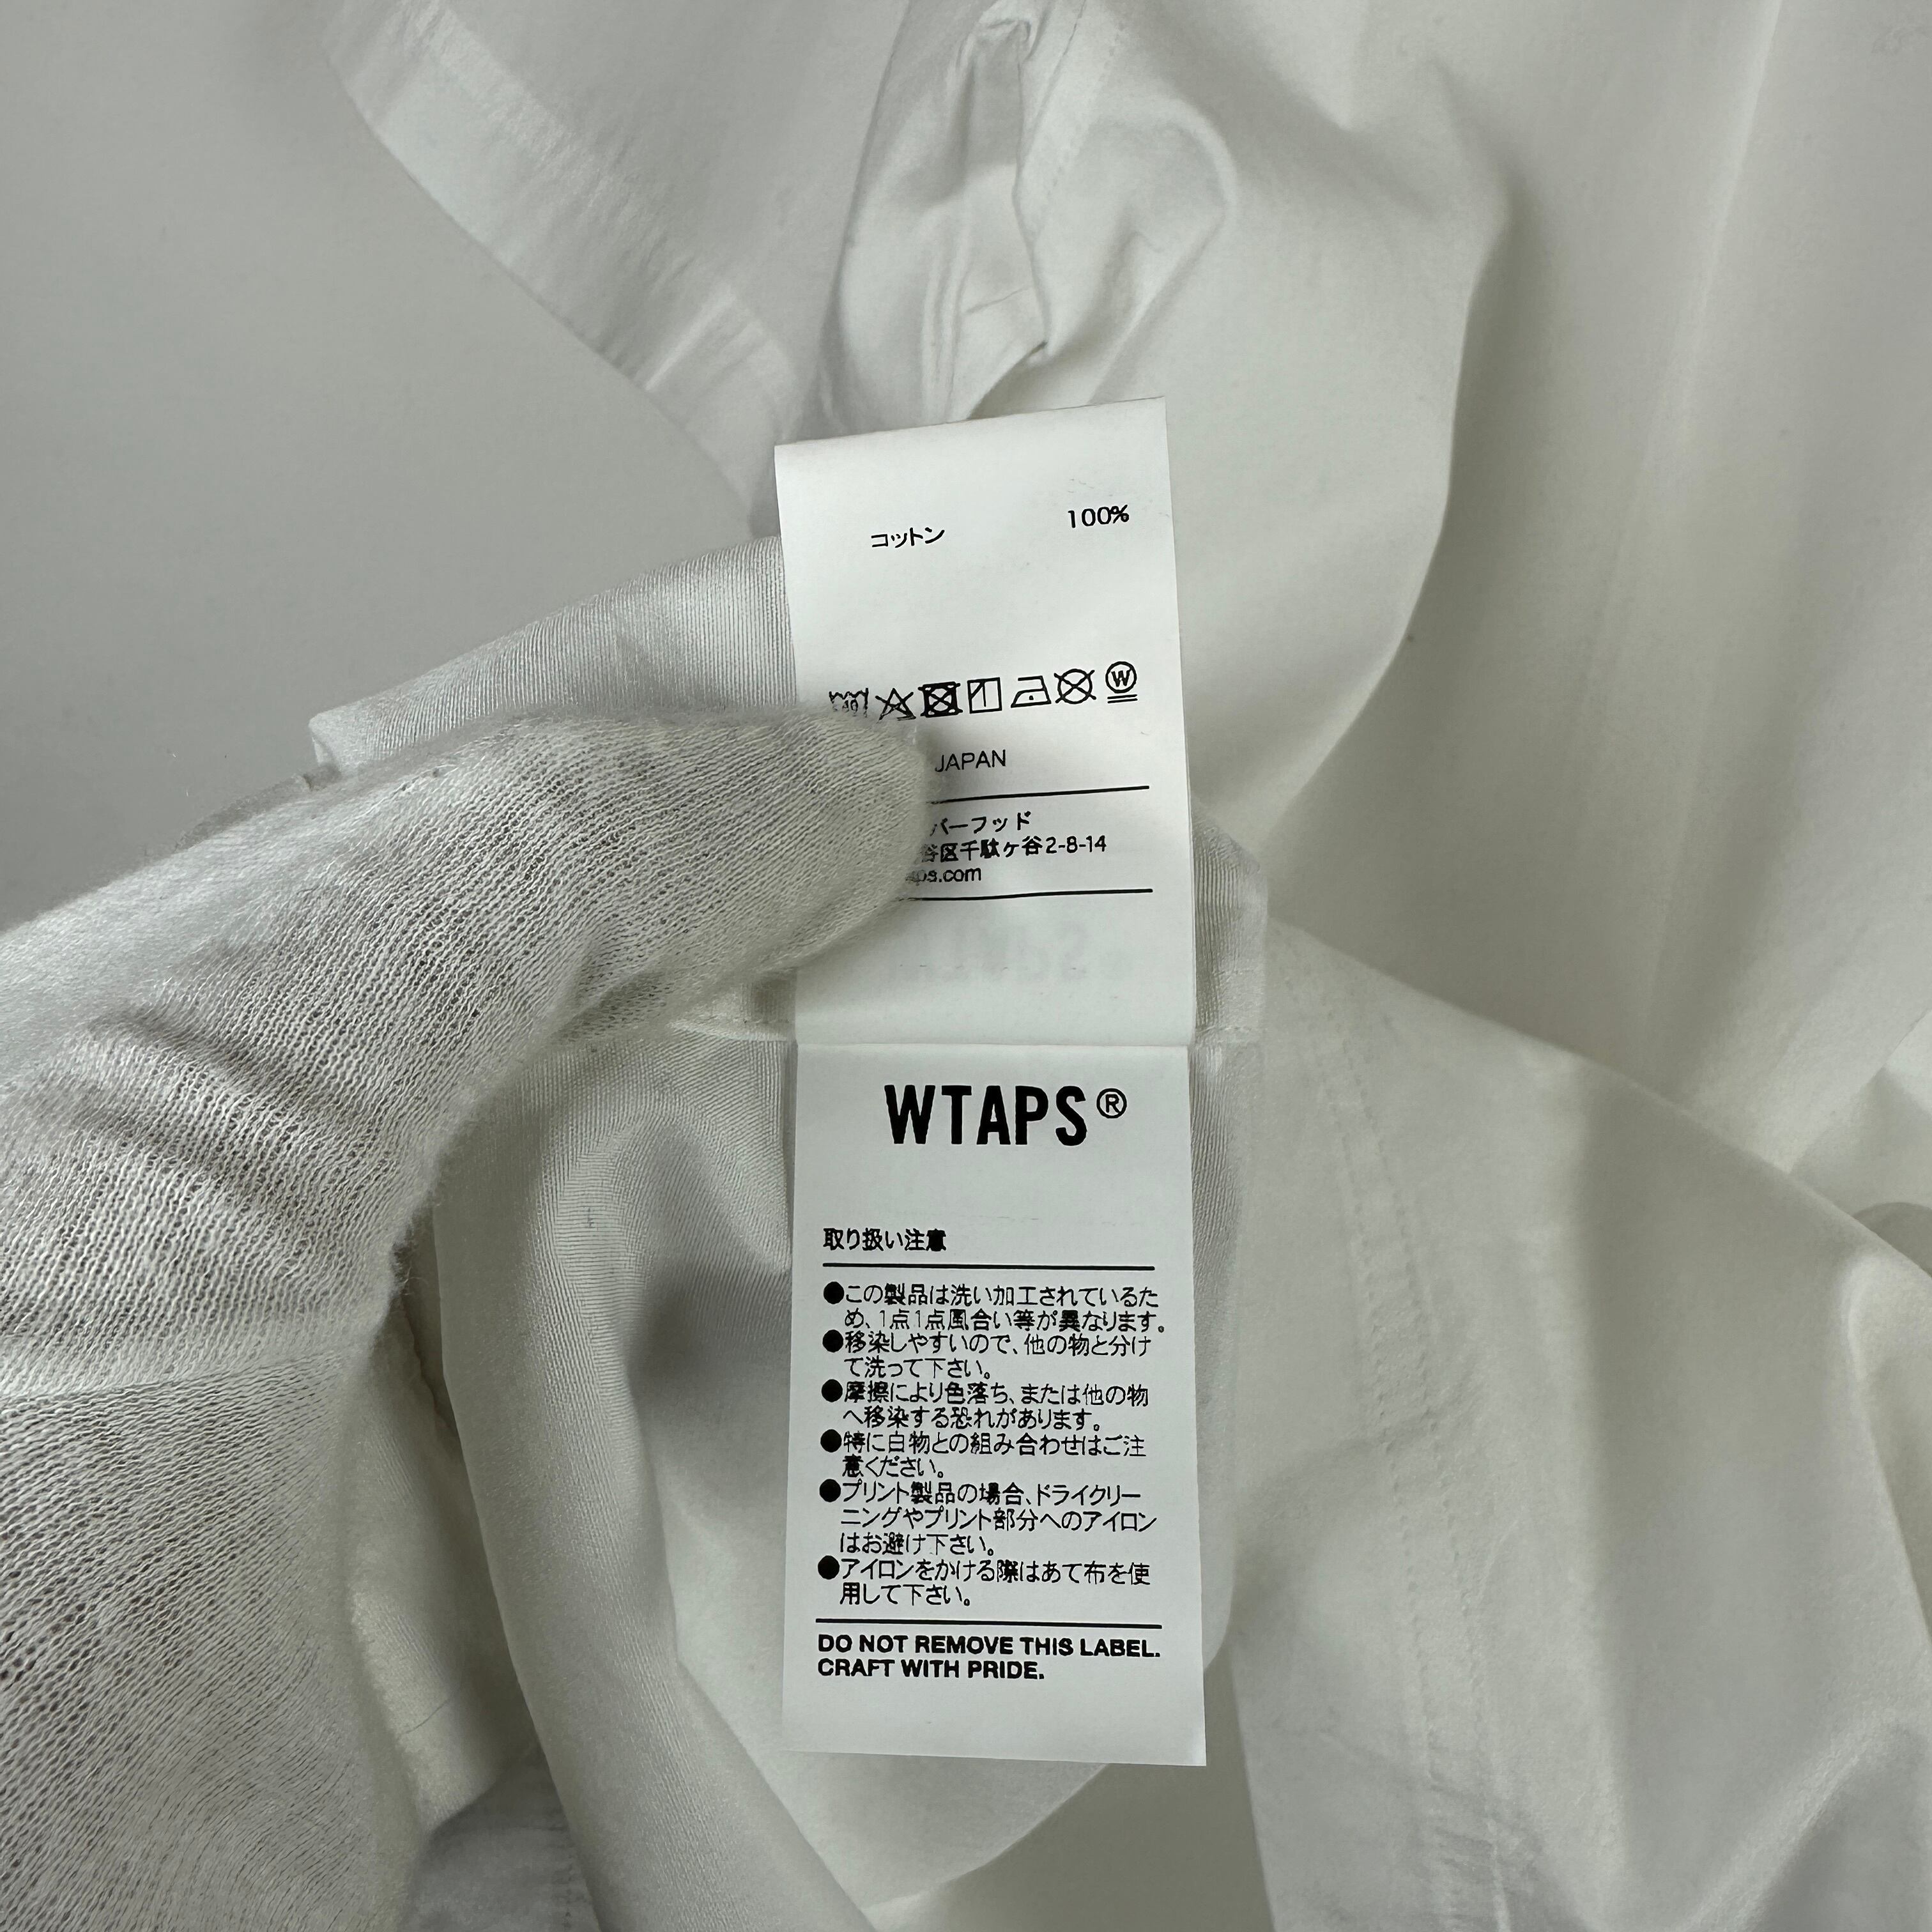 コットン 100%
40
W
JAPAN
バーフッド
谷区千駄ヶ谷2-8-14
aps.com
WTAPS®
取り扱い注意
●この製品は洗い加工されているた
め、1点1点風合い等が異なります。
●移染しやすいので、他の物と分け
て洗って下さい。
●摩擦により色落ち、または他の物
へ移染する恐れがあります。
●特に白物との組み合わせはご注
意ください。
●プリント製品の場合、ドライクリー
ニングやプリント部分へのアイロン
はお避け下さい。
●アイロンをかける際はあて布を使
用して下さい。
DO NOT REMOVE THIS LABEL.
CRAFT WITH PRIDE.